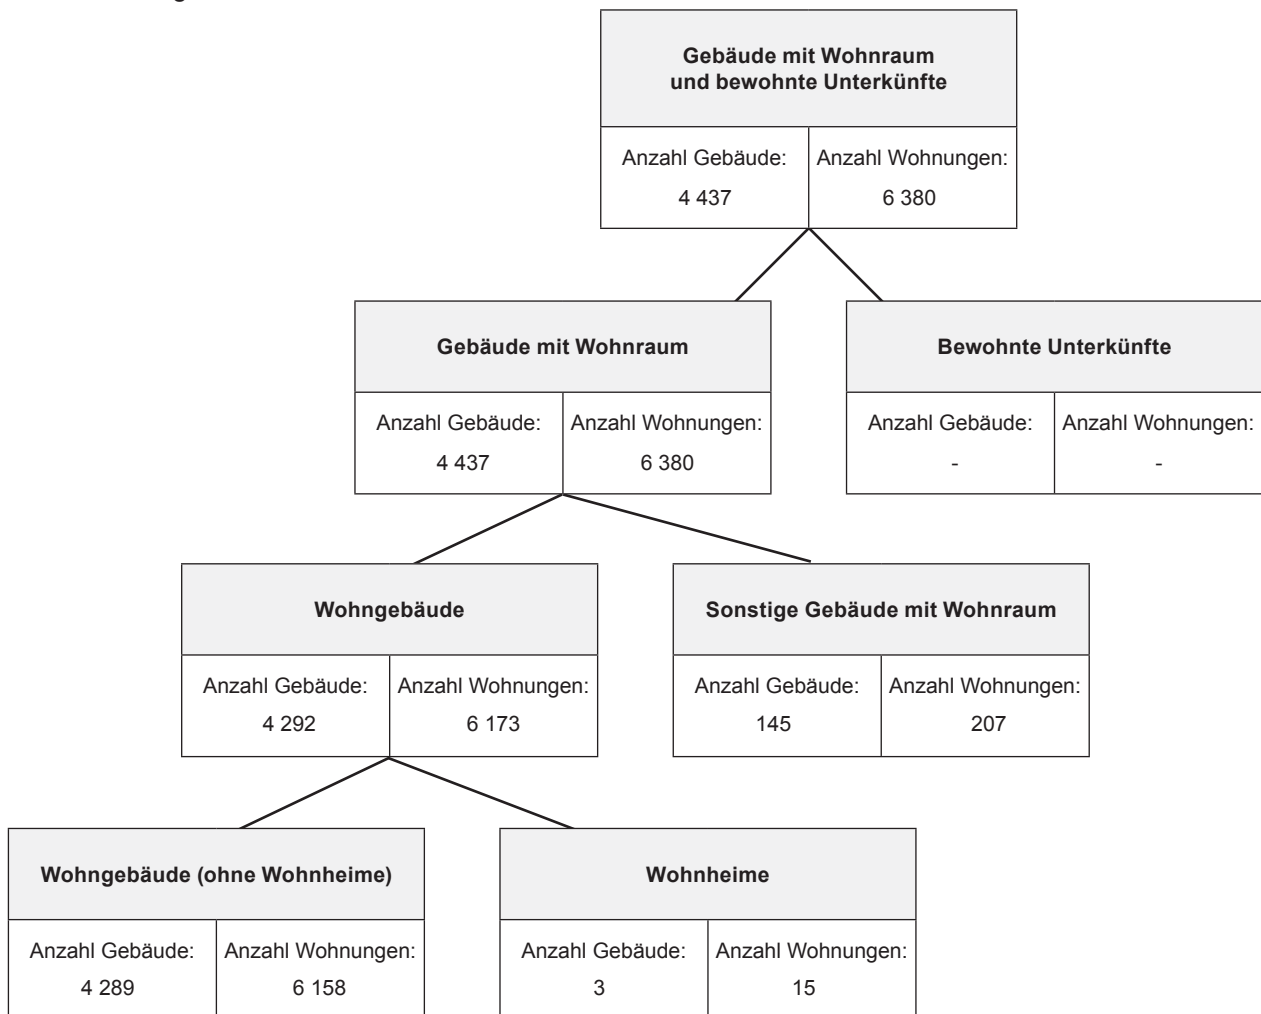 Gebäude mit Wohnraum
und bewohnte Unterkünfte
Anzahl Gebäude: Anzahl Wohnungen:
4 437 6 380
Gebäude mit Wohnraum Bewohnte Unterkünfte
Anzahl Gebäude: Anzahl Wohnungen: Anzahl Gebäude: Anzahl Wohnungen:
4 437 6 380 - -
Wohngebäude Sonstige Gebäude mit Wohnraum
Anzahl Gebäude: Anzahl Wohnungen: Anzahl Gebäude: Anzahl Wohnungen:
4 292 6 173 145 207
Wohngebäude (ohne Wohnheime) Wohnheime
Anzahl Gebäude: Anzahl Wohnungen: Anzahl Gebäude: Anzahl Wohnungen:
4 289 6 158 3 15